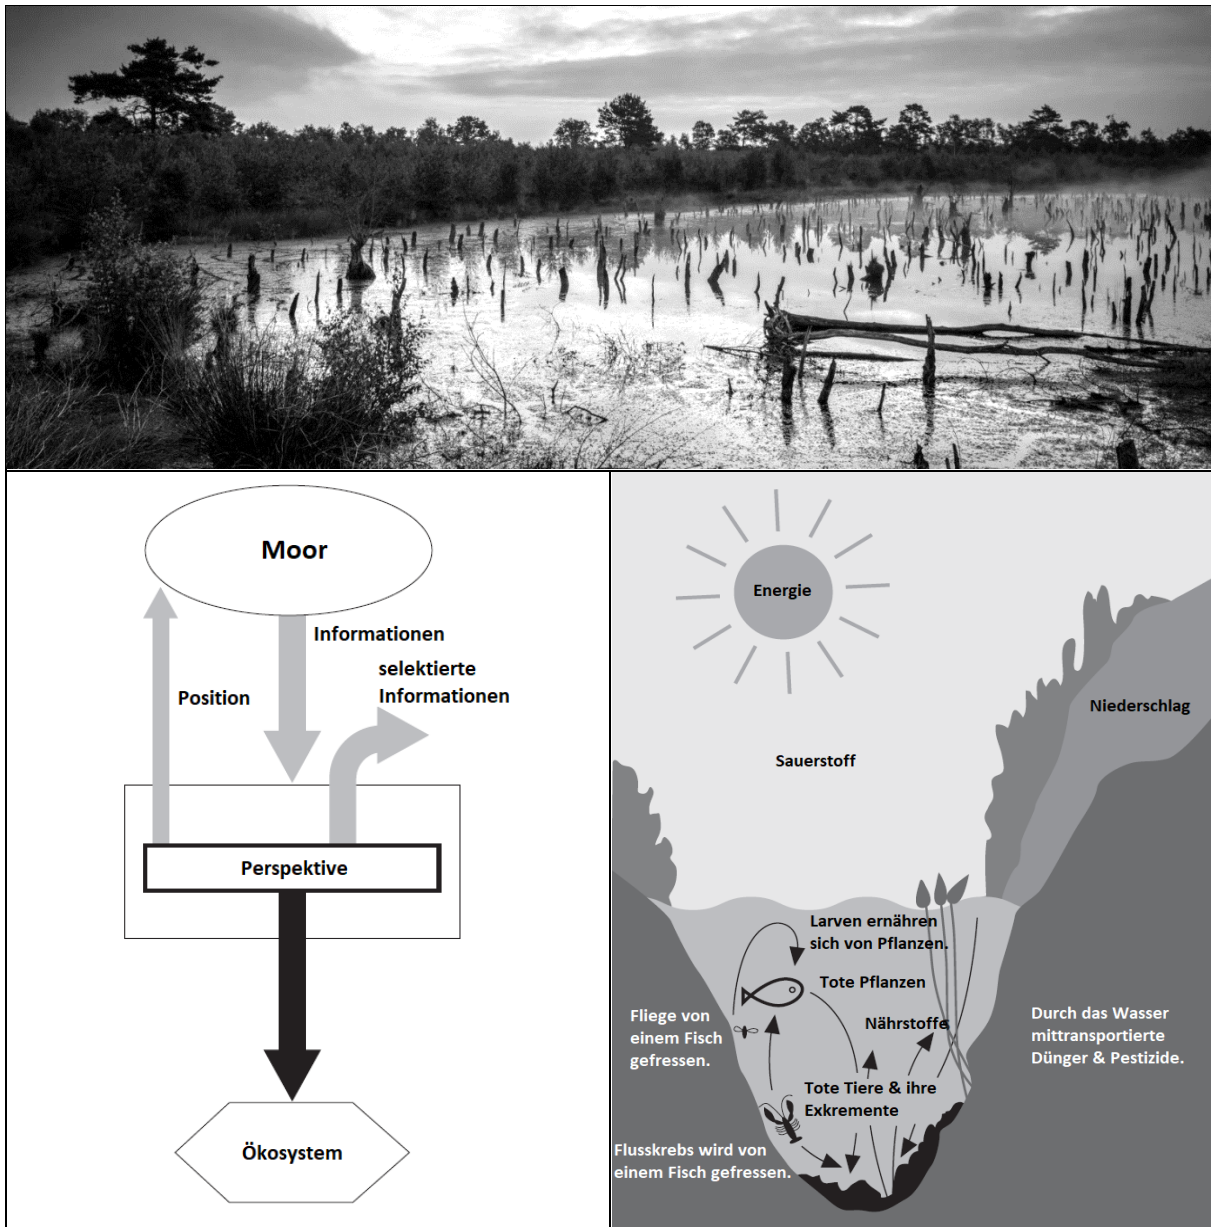 Moor
Informationen
selektierte
Informationen
Position
Perspektive
Ökosystem
Energie
Niederschlag
Sauerstoff
Larven ernähren
sich von Pflanzen.
Tote Pflanzen
Nährstoffe
Fliege von
einem Fisch
gefressen.
Durch das Wasser
mittransportierte
Dünger & Pestizide.
Tote Tiere & ihre
Exkremente
Flusskrebs wird von
einem Fisch gefressen.